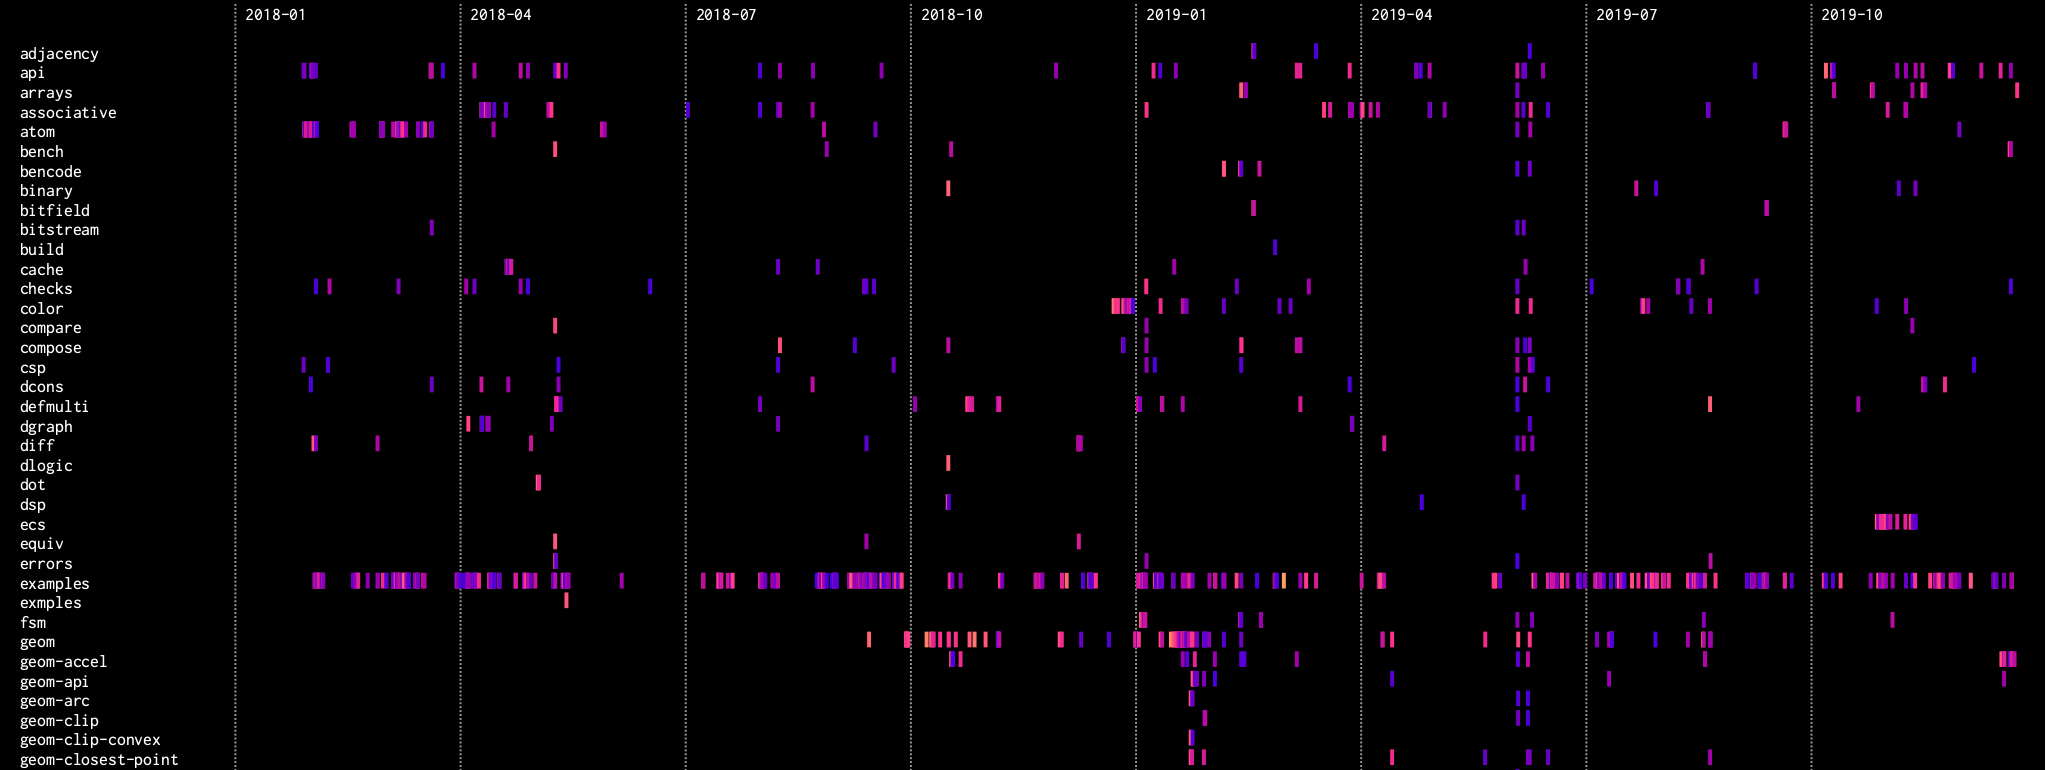 2018-01 2018-04 2018-07 2018-10 2019-01 2019-04 2019-07 2019-10
adjacency
api
arrays
associative
atom
bench
bencode
binary
bitfield
bitstream
build
cache
checks
color
compare
compose
csp
dcons
defmulti
dgraph
diff
dlogic
dot
dsp
ecs
equiv
errors
examples
exmples
fsm
geom
geom-accel
geom-api
geom-arc
geom-clip
geom-clip-convex
geom-closest-point